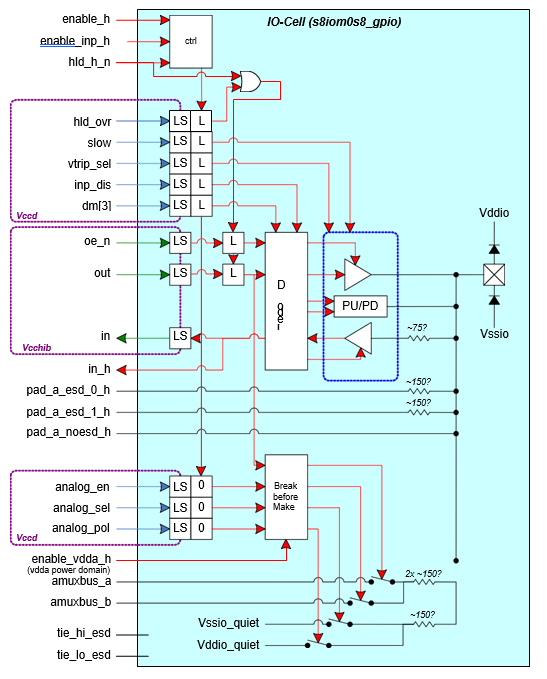 IO-Cell (s8iom0s8_gpio)
enable_h
enable_inp_h
hld_h_n
ctrl
hld_ovr LS L
slow LS L
vtrip_sel LS L
inp_dis LS L
dm[3] LS L
Vccd
oe_n LS L
out LS L
in LS
Vcchib
in_h
D
Vddio
PU/PD
Vssio
~75?
pad_a_esd_0_h ~150?
pad_a_esd_1_h ~150?
pad_a_noesd_h
analog_en LS 0
analog_sel LS 0
analog_pol LS 0
Vccd
Break
before
Make
enable_vdda_h
(vdda power domain)
amuxbus_a 2x ~150?
amuxbus_b
Vssio_quiet ~150?
Vddio_quiet
tie_hi_esd
tie_lo_esd